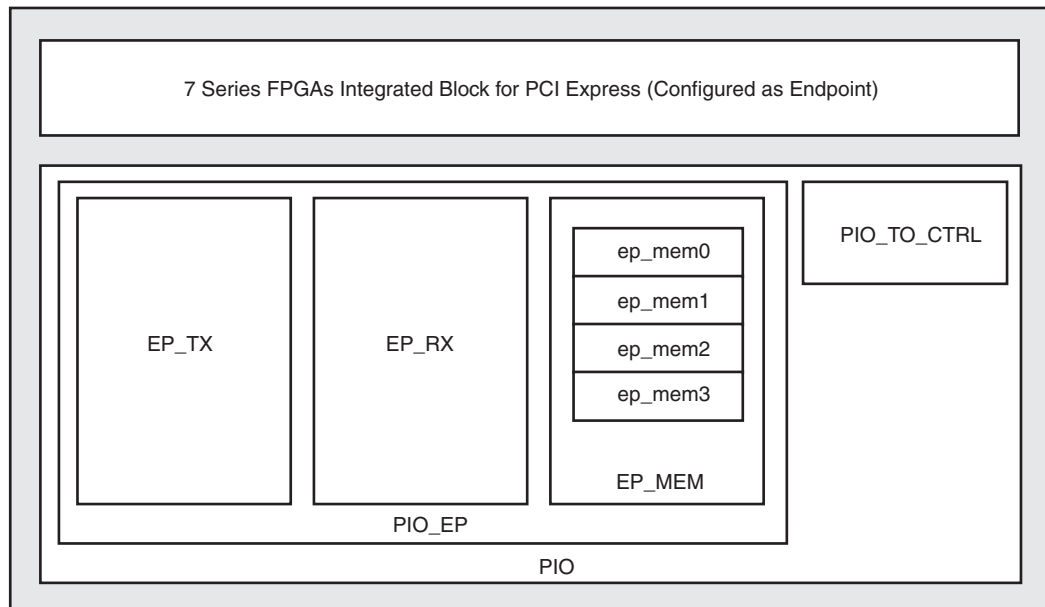 7 Series FPGAs Integrated Block for PCI Express (Configured as Endpoint)
PIO_TO_CTRL
ep_mem0
ep_mem1
ep_mem2
ep_mem3
EP_TX
EP_RX
EP_MEM
PIO_EP
PIO